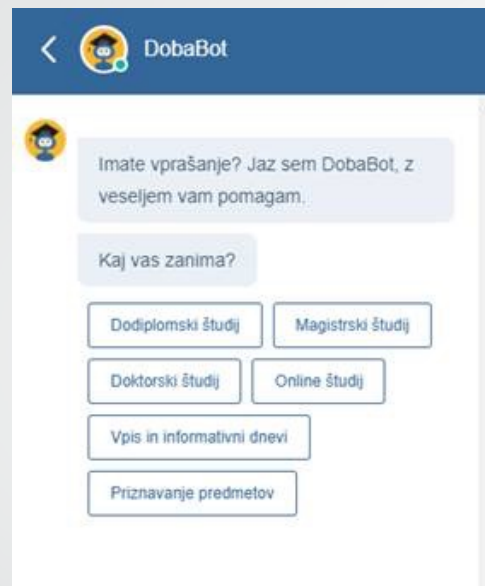 DobaBot
Imate vprašanje? Jaz sem DobaBot, z
veseljem vam pomagam.
Kaj vas zanima?
Dodiplomski študij
Magistrski študij
Doktorski študij
Online študij
Vpis in informativni dnevi
Priznavanje predmetov